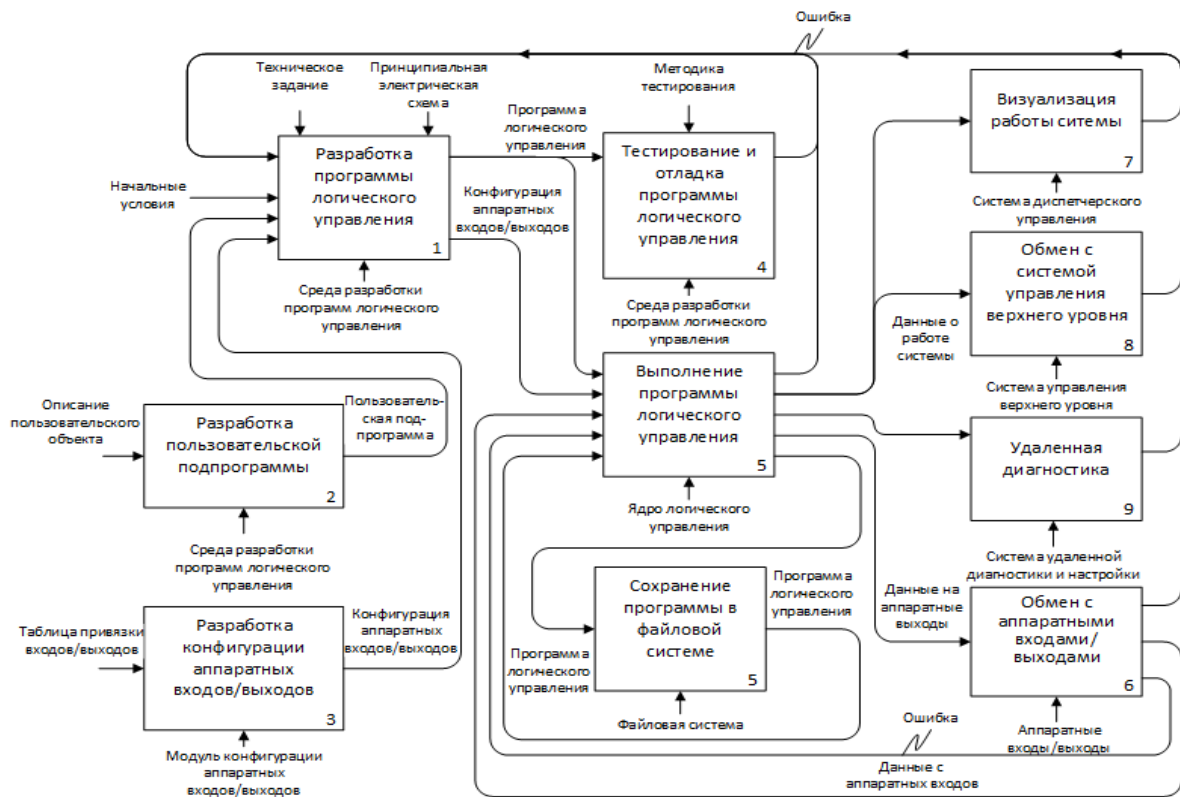 Ошибка
Техническое
задание
Принципиальная
электрическая
схема
Методика
тестирования
Разработка
программы
логического
управления
1
Программа
логического
управления
Тестирование и
отладка
программы
логического
управления
4
Визуализация
работы ситемы
7
Начальные
условия
Конфигурация
аппаратных
входов/выходов
Система диспетчерского
управления
Среда разработки
программ логического
управления
Среда разработки
программ логического
управления
Обмен с
системой
управления
верхнего уровня
8
Данные о
работе
системы
Система управления
верхнего уровня
Описание
пользовательского
объекта
Разработка
пользовательской
подпрограммы
2
Пользователь-
ская под-
программа
Выполнение
программы
логического
управления
5
Удаленная
диагностика
9
Ядро логического
управления
Среда разработки
программ логического
управления
Система удаленной
диагностики и настройки
Таблица привязки
входов/выходов
Разработка
конфигурации
аппаратных
входов/выходов
3
Конфигурация
аппаратных
входов/выходов
Программа
логического
управления
Сохранение
программы в
файловой
системе
5
Программа
логического
управления
Данные на
аппаратные
выходы
Обмен с
аппаратными
входами/
выходами
6
Файловая система
Ошибка
Аппаратные
входы/выходы
Модуль конфигурации
аппаратных
входов/выходов
Данные с
аппаратных входов